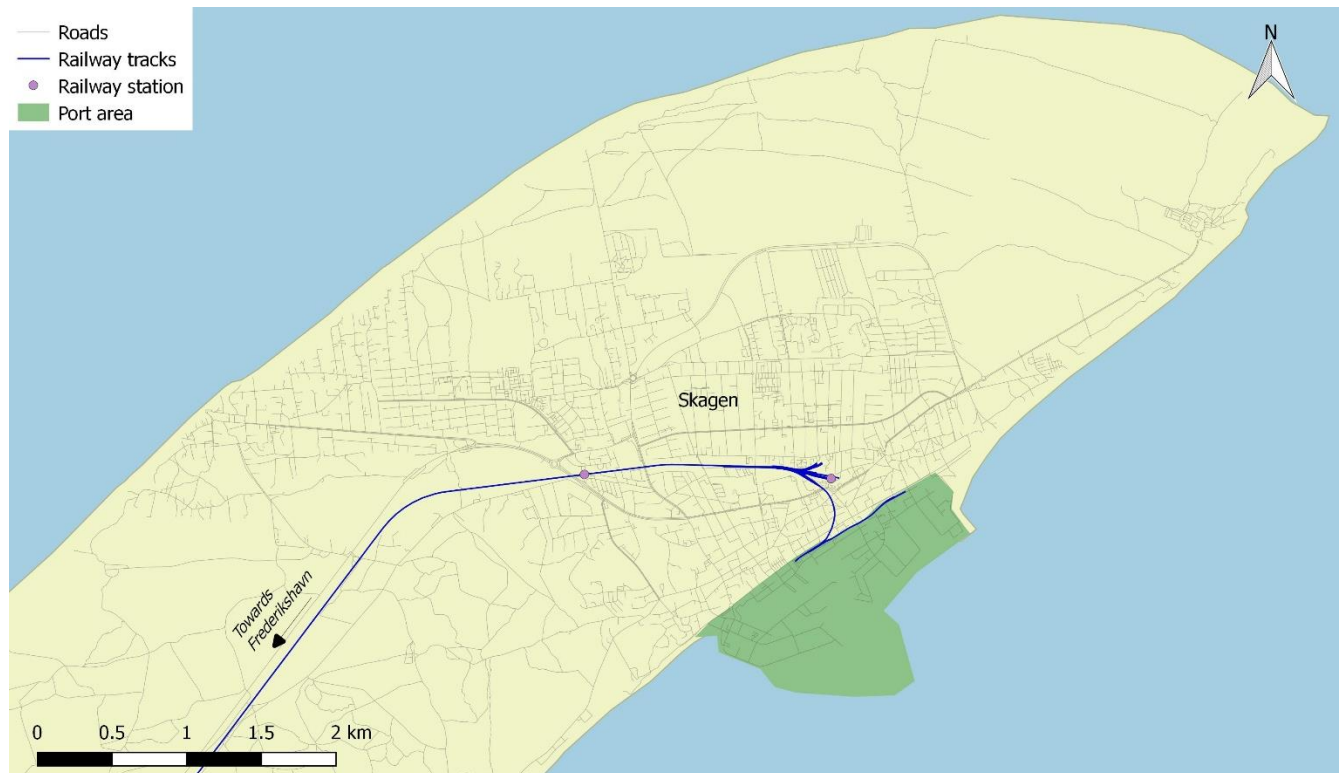 Roads
Railway tracks
Railway station
Port area
N
Skagen
Towards
Frederikshavn
0 0.5 1 1.5 2 km